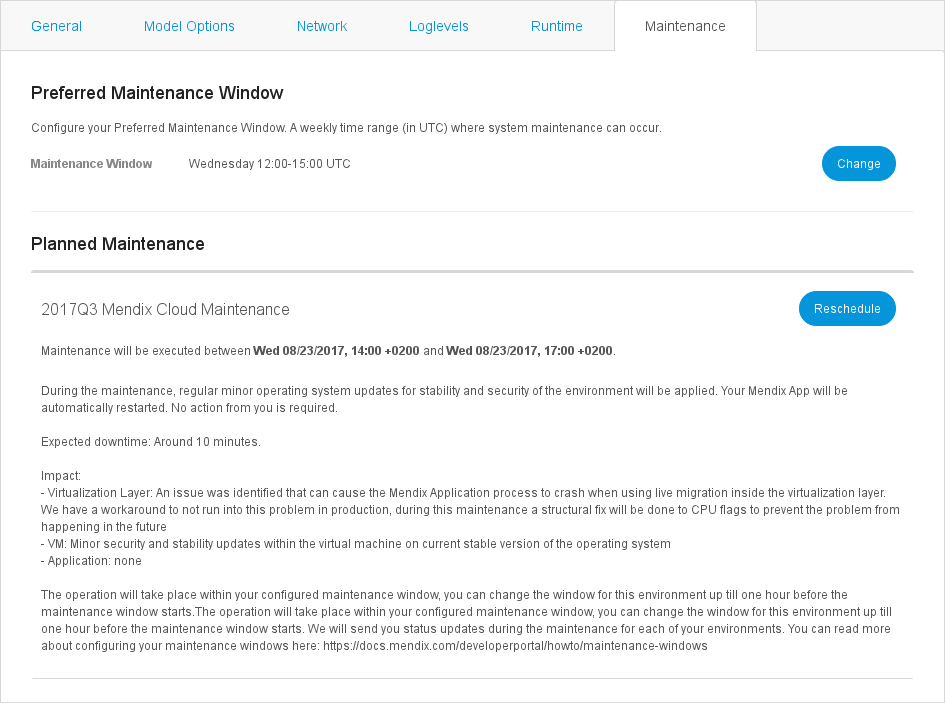 General Model Options Network Loglevels Runtime Maintenance
Preferred Maintenance Window
Configure your Preferred Maintenance Window. A weekly time range (in UTC) where system maintenance can occur.
Maintenance Window Wednesday 12:00-15:00 UTC Change
Planned Maintenance
2017Q3 Mendix Cloud Maintenance Reschedule
Maintenance will be executed between Wed 08/23/2017, 14:00 +0200 and Wed 08/23/2017, 17:00 +0200.
During the maintenance, regular minor operating system updates for stability and security of the environment will be applied. Your Mendix App will be
automatically restarted. No action from you is required.
Expected downtime: Around 10 minutes.
Impact:
- Virtualization Layer: An issue was identified that can cause the Mendix Application process to crash when using live migration inside the virtualization layer.
We have a workaround to not run into this problem in production, during this maintenance a structural fix will be done to CPU flags to prevent the problem from
happening in the future
- VM: Minor security and stability updates within the virtual machine on current stable version of the operating system
- Application: none
The operation will take place within your configured maintenance window, you can change the window for this environment up till one hour before the
maintenance window starts.The operation will take place within your configured maintenance window, you can change the window for this environment up till
one hour before the maintenance window starts. We will send you status updates during the maintenance for each of your environments. You can read more
about configuring your maintenance windows here: https://docs.mendix.com/developerportal/howto/maintenance-windows